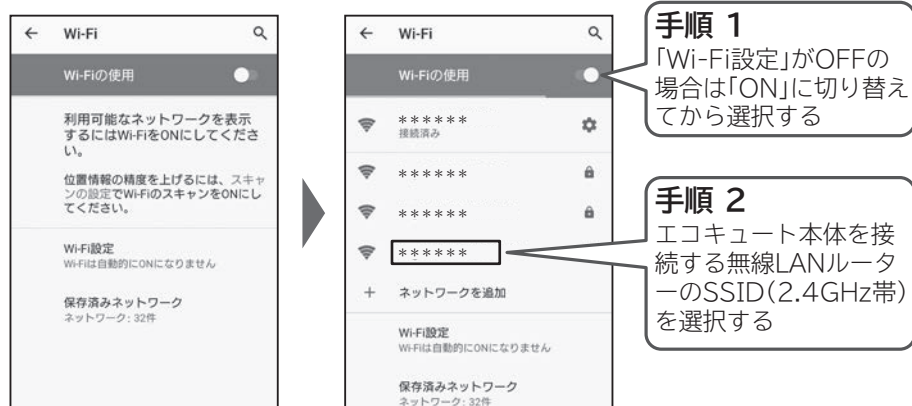 ← Wi-Fi
Wi-Fiの使用
利用可能なネットワークを表示
するにはWi-FiをONにしてくださ
い。
位置情報の精度を上げるには、スキャ
ンの設定でWi-FiのスキャンをONにし
てください。
Wi-Fi設定
Wi-Fiは自動的にONになりません
保存済みネットワーク
ネットワーク: 32件
← Wi-Fi
Wi-Fiの使用
******
接続済み
******
******
******
+ ネットワークを追加
Wi-Fi設定
Wi-Fiは自動的にONになりません
保存済みネットワーク
ネットワーク: 32件
手順 1
「Wi-Fi設定」がOFFの
場合は「ON」に切り替え
てから選択する
手順 2
エコキュート本体を接
続する無線LANルータ
ーのSSID(2.4GHz帯)
を選択する